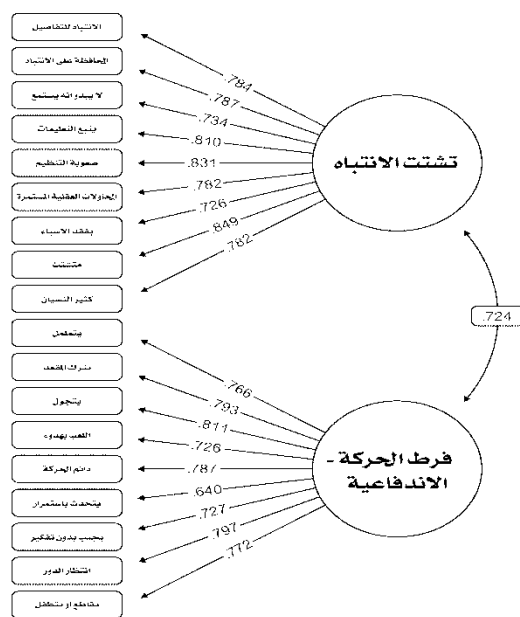 الانتباه للتفاصيل
المحافظة على الانتباه
لا يبدو انه يستمع
يتبع التعليمات
صعوبة التنظيم
المحاولات العقلية المستمرة
يفقد الاشياء
متشتت
كثير النسيان
يتململ
يترك المقعد
يتجول
اللعب بهدوء
دائم الحركة
يتحدث باستمرار
يجيب بدون تفكير
انتظار الدور
مقاطع او متطفل
.784
.787
.734
.810
.831
.782
.726
.849
.782
.766
.793
.811
.726
.787
.640
.727
.797
.772
تشتت الانتباه
فرط الحركة -
الاندفاعية
.724